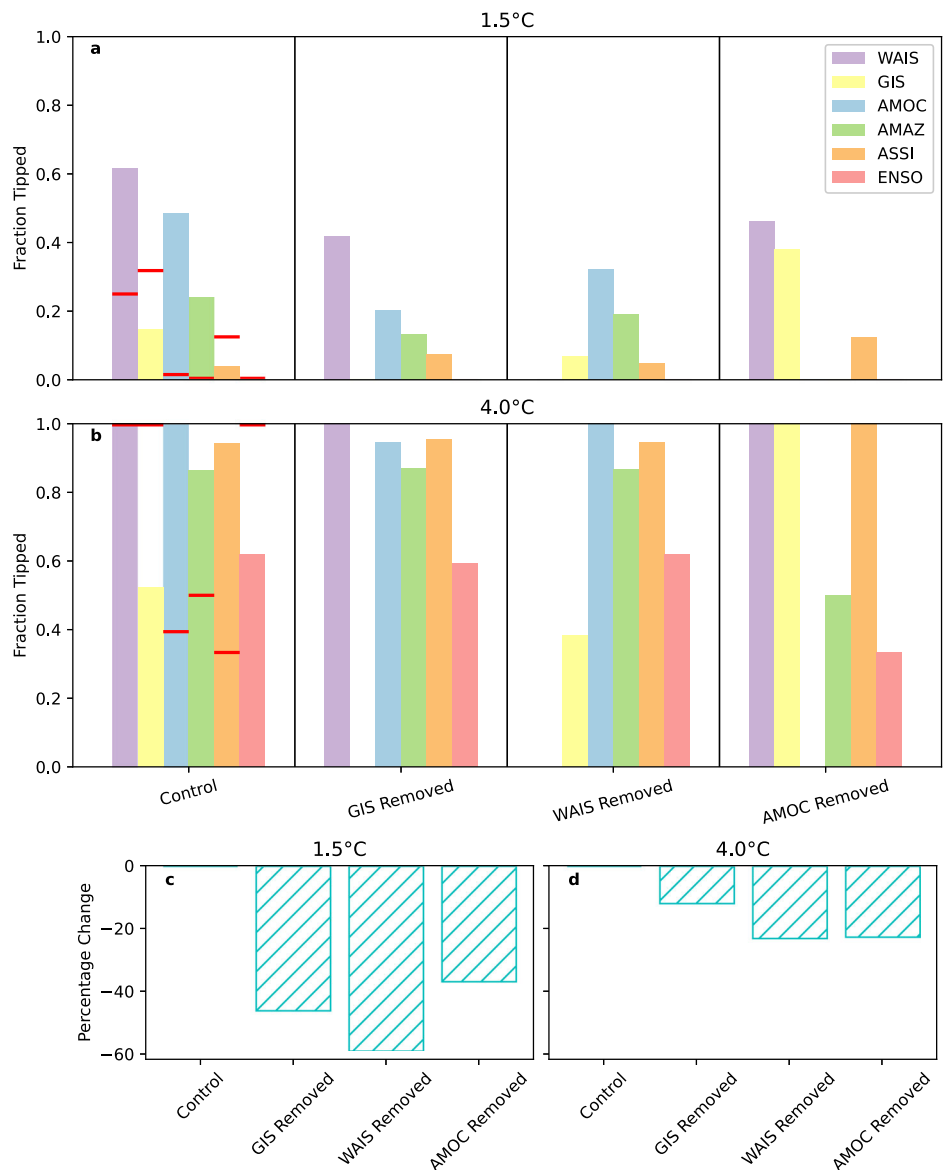 1.5°C
a
WAIS
GIS
AMOC
AMAZ
ASSI
ENSO
1.0
0.8
0.6
0.4
0.2
0.0
Fraction Tipped
4.0°C
b
1.0
0.8
0.6
0.4
0.2
0.0
Fraction Tipped
Control
GIS Removed
WAIS Removed
AMOC Removed
1.5°C
c
0
−20
−40
−60
Percentage Change
Control
GIS Removed
WAIS Removed
AMOC Removed
4.0°C
d
Control
GIS Removed
WAIS Removed
AMOC Removed